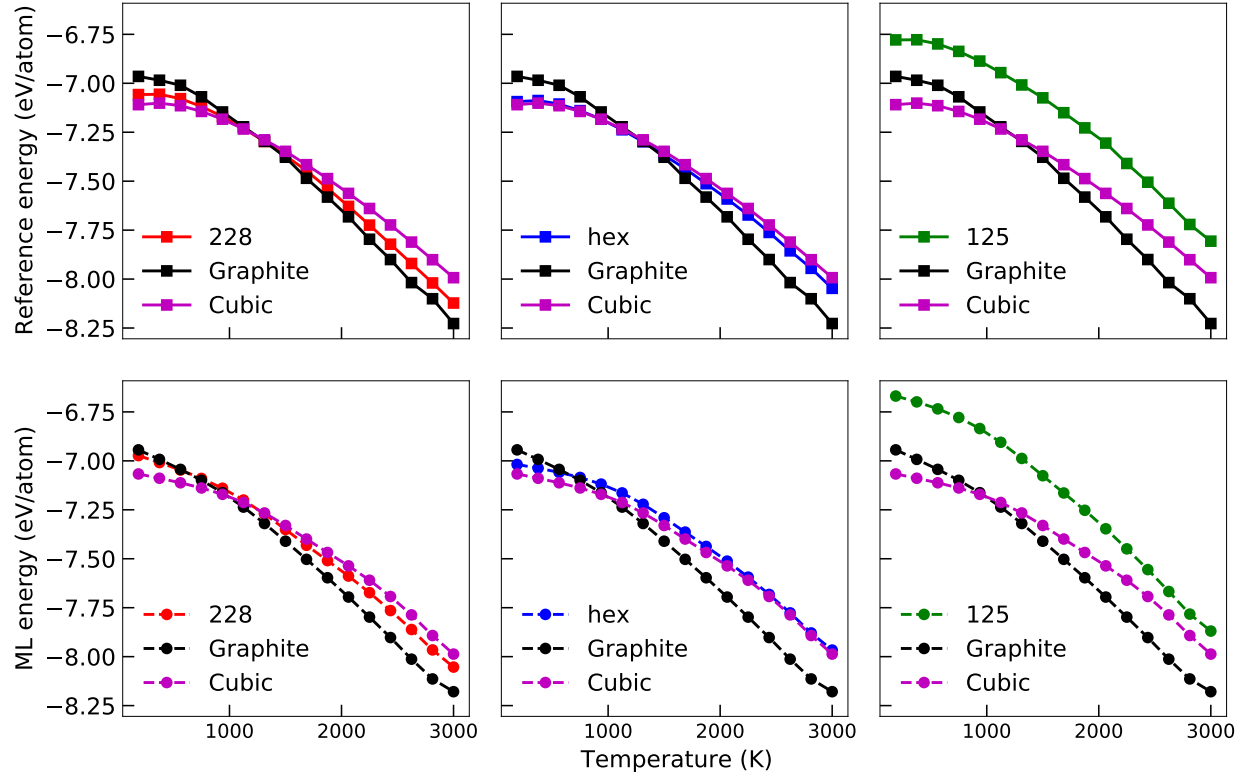 Reference energy (eV/atom)
−6.75
−7.00
−7.25
−7.50
−7.75
−8.00
−8.25
228
Graphite
Cubic
hex
Graphite
Cubic
125
Graphite
Cubic
ML energy (eV/atom)
−6.75
−7.00
−7.25
−7.50
−7.75
−8.00
−8.25
228
Graphite
Cubic
hex
Graphite
Cubic
125
Graphite
Cubic
1000 2000 3000
1000 2000 3000
1000 2000 3000
Temperature (K)